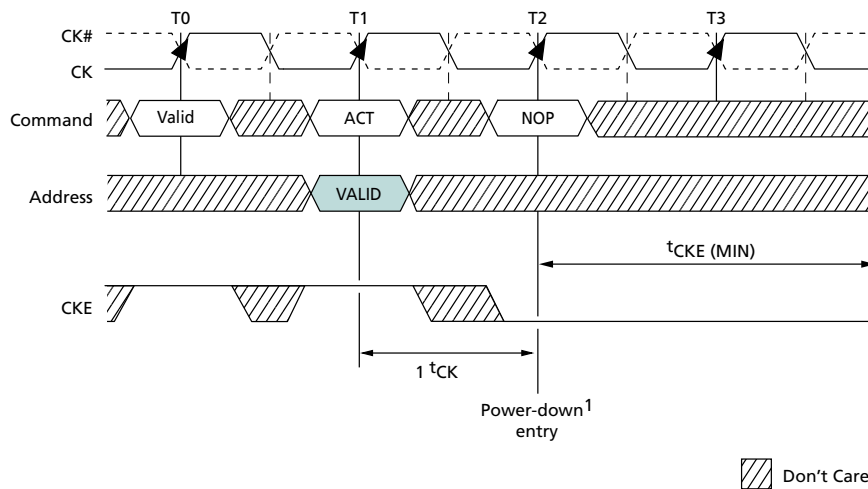 T0 T1 T2 T3
CK#
CK
Command Valid ACT NOP
Address VALID
tCKE (MIN)
CKE
1 tCK
Power-down1
entry
Don't Care